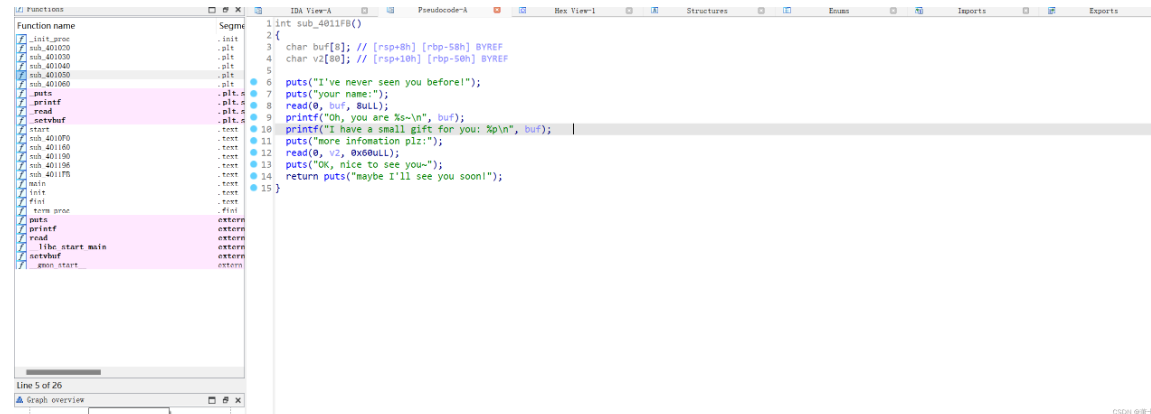 Functions
IDA View-A
Pseudocode-A
Hex View-1
Structures
Enums
Imports
Exports
Function name
Segme
_init_proc .init
sub_401020 .plt
sub_401030 .plt
sub_401040 .plt
sub_401050 .plt
sub_401060 .plt
_puts .plt.s
_printf .plt.s
_read .plt.s
_setvbuf .plt.s
start .text
sub_4010F0 .text
sub_401160 .text
sub_401190 .text
sub_401196 .text
sub_4011FB .text
main .text
init .text
fini .text
_term_proc .fini
puts extern
printf extern
read extern
__libc_start_main extern
setvbuf extern
__gmon_start__ extern
Line 5 of 26
Graph overview
1 int sub_4011FB()
2 {
3 char buf[8]; // [rsp+8h] [rbp-58h] BYREF
4 char v2[80]; // [rsp+10h] [rbp-50h] BYREF
5
6 puts("I've never seen you before!");
7 puts("your name:");
8 read(0, buf, 8uLL);
9 printf("Oh, you are %s~\n", buf);
10 printf("I have a small gift for you: %p\n", buf);
11 puts("more infomation plz:");
12 read(0, v2, 0x60uLL);
13 puts("OK, nice to see you~");
14 return puts("maybe I'll see you soon!");
15 }